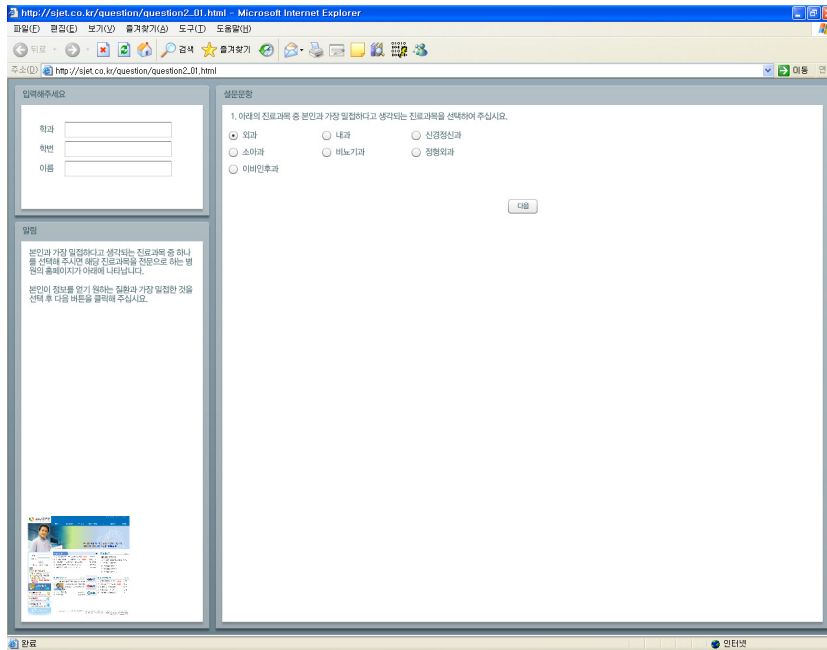 http://sjet.co.kr/question/question2_01.html - Microsoft Internet Explorer
파일(F) 편집(E) 보기(V) 즐겨찾기(A) 도구(T) 도움말(H)
뒤로 검색 즐겨찾기
주소(D) http://sjet.co.kr/question/question2_01.html 이동 연
입력해주세요
학과
학번
이름
알림
본인과 가장 밀접하다고 생각되는 진료과목 중 하나
를 선택해 주시면 해당 진료과목을 전문으로 하는 병
원의 홈페이지가 아래에 나타납니다.
본인이 정보를 얻기 원하는 질환과 가장 밀접한 것을
선택 후 다음 버튼을 클릭해 주십시요.
설문문항
1. 아래의 진료과목 중 본인과 가장 밀접하다고 생각되는 진료과목을 선택하여 주십시요.
외과 내과 신경정신과
소아과 비뇨기과 정형외과
이비인후과
다음
완료 인터넷